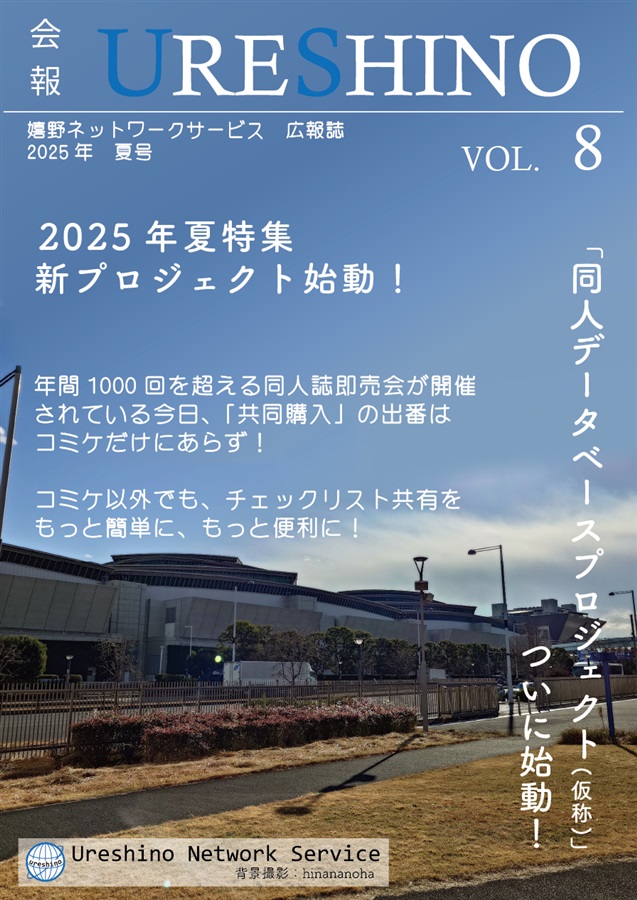 会報
URESHINO
嬉野ネットワークサービス　広報誌
2025年　夏号
VOL. 8
2025年夏特集
新プロジェクト始動！
年間1000回を超える同人誌即売会が開催
されている今日、「共同購入」の出番は
コミケだけにあらず！
コミケ以外でも、チェックリスト共有を
もっと簡単に、もっと便利に！
「同人データベースプロジェクト（仮称）」
ついに始動！
ureshino
Ureshino Network Service
背景撮影：hinananoha